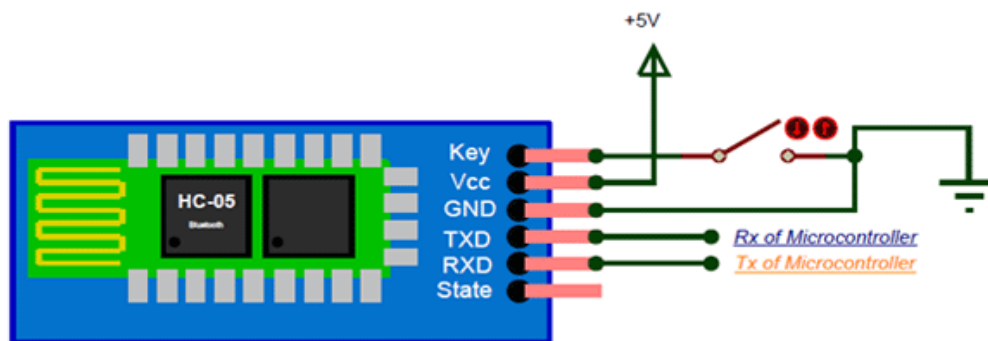 +5V
Key
Vcc
GND
TXD
RXD
State
HC-05
Bluetooth
Rx of Microcontroller
Tx of Microcontroller